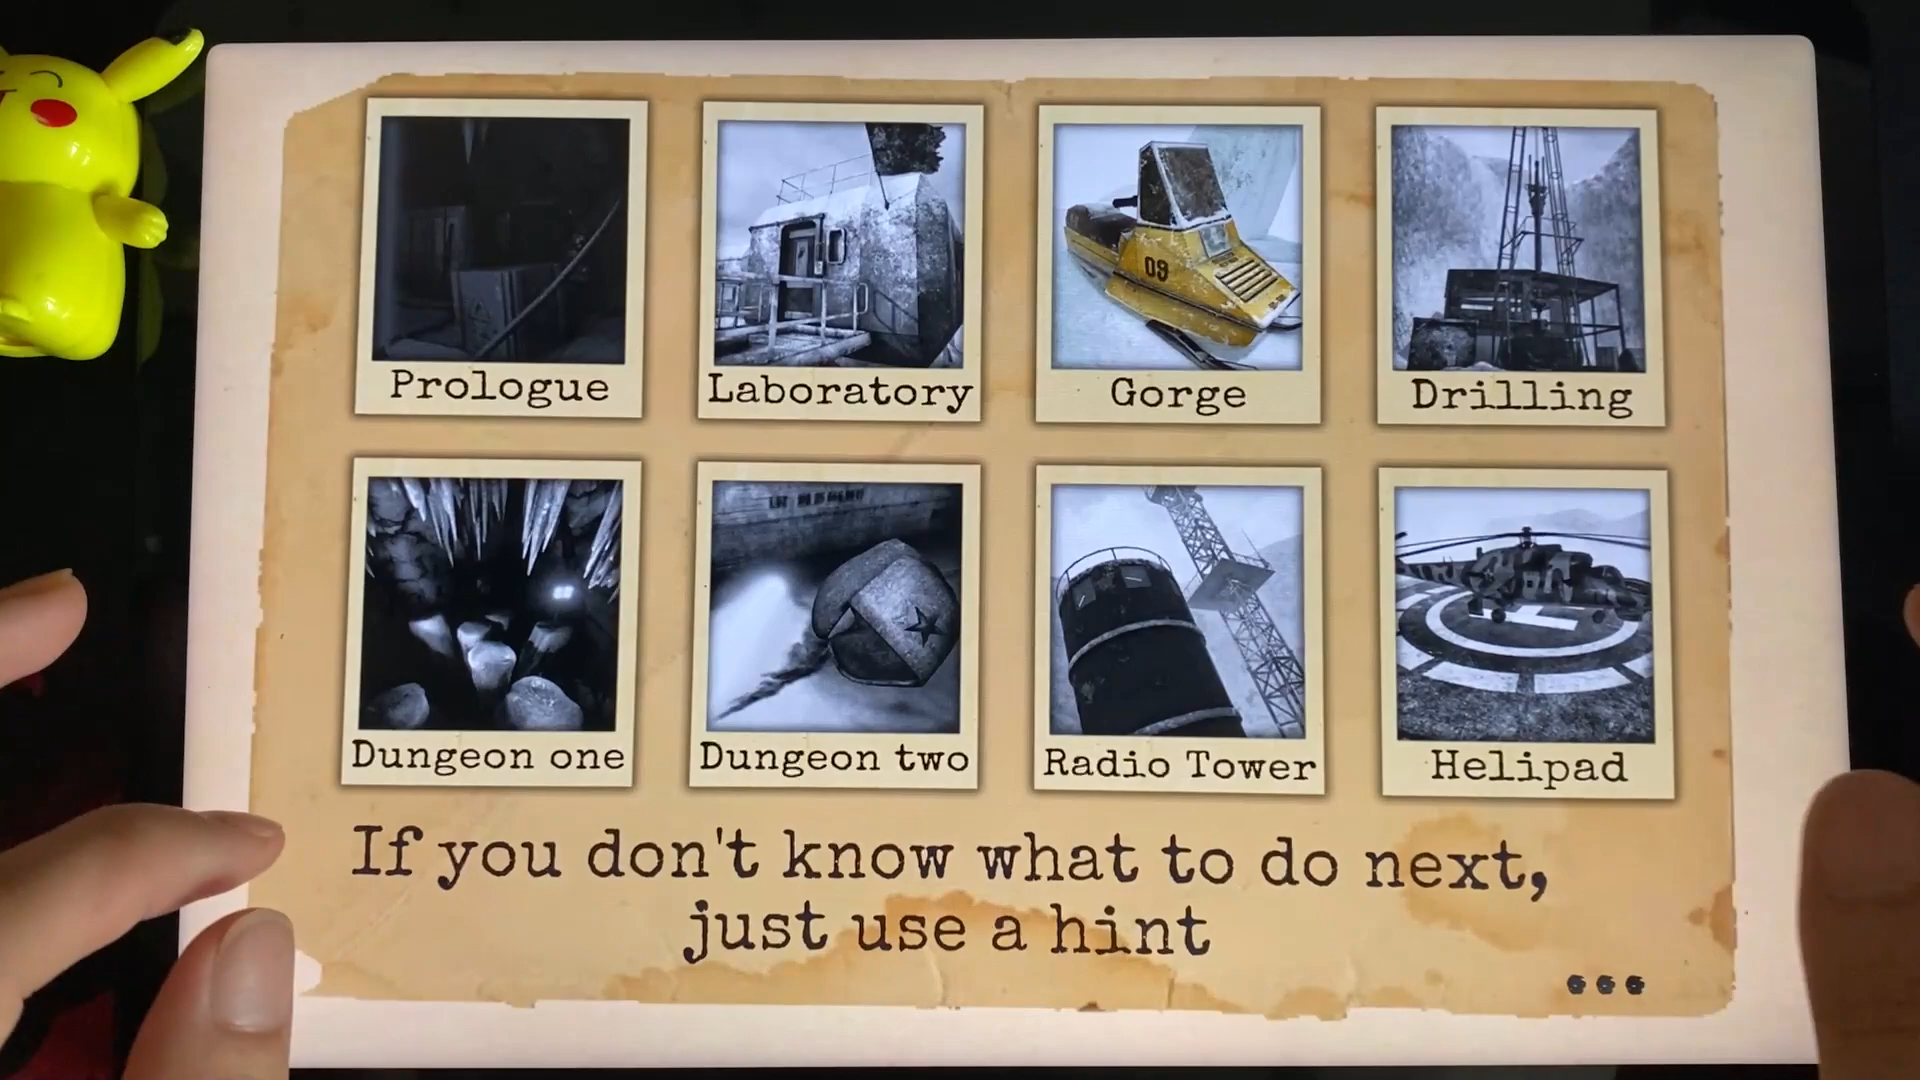 Prologue
Laboratory
09
Gorge
Drilling
Dungeon one
Dungeon two
Radio Tower
H
Helipad
If you don't know what to do next,
just use a hint
...